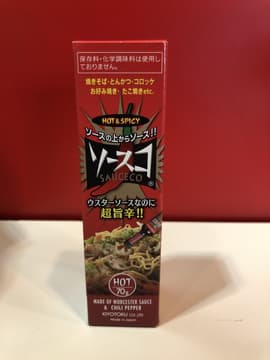 保存料・化学調味料は使用し
ておりません。
焼きそば・とんかつ・コロッケ
お好み焼き・たこ焼きetc.
HOT & SPICY
ソースの上からソース!!
ソースコ
SAUCECO ®
ウスターソースなのに
超旨辛!!
HOT
70g
MADE OF WORCESTER SAUCE
& CHILI PEPPER
KIYOTOKU CO.,LTD
MADE IN JAPAN